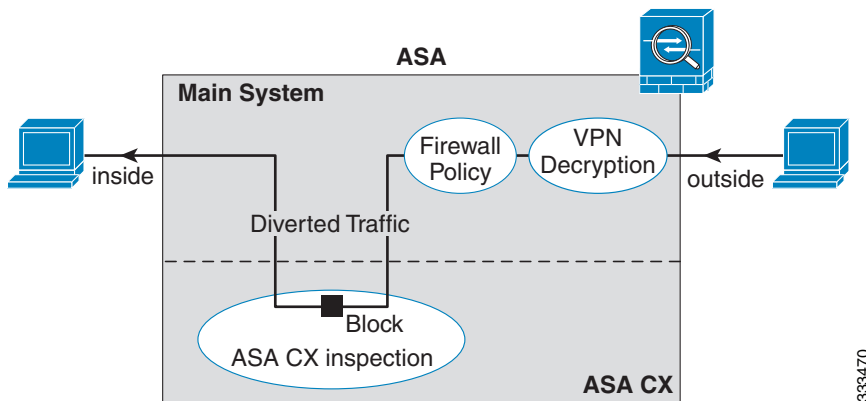 ASA
Main System
Firewall
Policy
VPN
Decryption
inside
outside
Diverted Traffic
Block
ASA CX inspection
ASA CX
333470